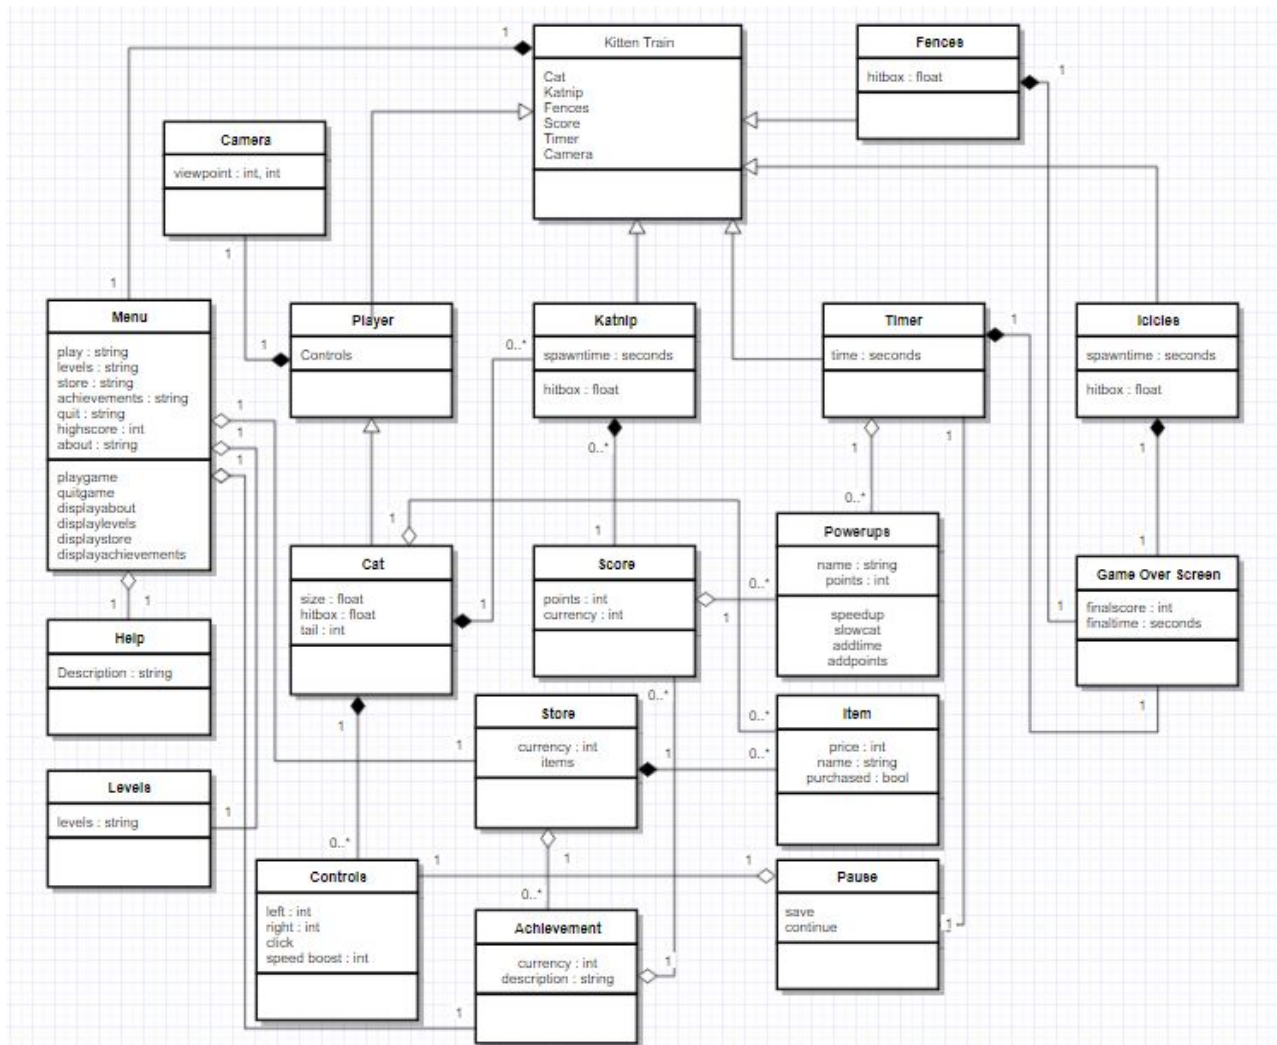 1
Kitten Train
Cat
Katnip
Fences
Score
Timer
Camera
Fences
hitbox : float
1
Camera
viewpoint : int, int
1
1
Menu
play : string
levels : string
store : string
achievements : string
quit : string
highscore : int
about : string
playgame
quitgame
displayabout
displaylevels
displaystore
displayachievements
1
1
1
1
Player
Controls
0..*
Katnip
spawntime : seconds
hitbox : float
0..*
Timer
time : seconds
1
1
1
Icicles
spawntime : seconds
hitbox : float
1
1
1
Help
Description : string
Levels
levels : string
1
1
Cat
size : float
hitbox : float
tail : int
1
1
1
Score
points : int
currency : int
0..*
1
0..*
0..*
Powerups
name : string
points : int
speedup
slowcat
addtime
addpoints
1
Game Over Screen
finalscore : int
finaltime : seconds
1
1
1
Store
currency : int
items
1
0..*
0..*
Item
price : int
name : string
purchased : bool
0..*
Controls
left : int
right : int
click
speed boost : int
1
1
0..*
Achievement
currency : int
description : string
1
1
1
Pause
save
continue
1